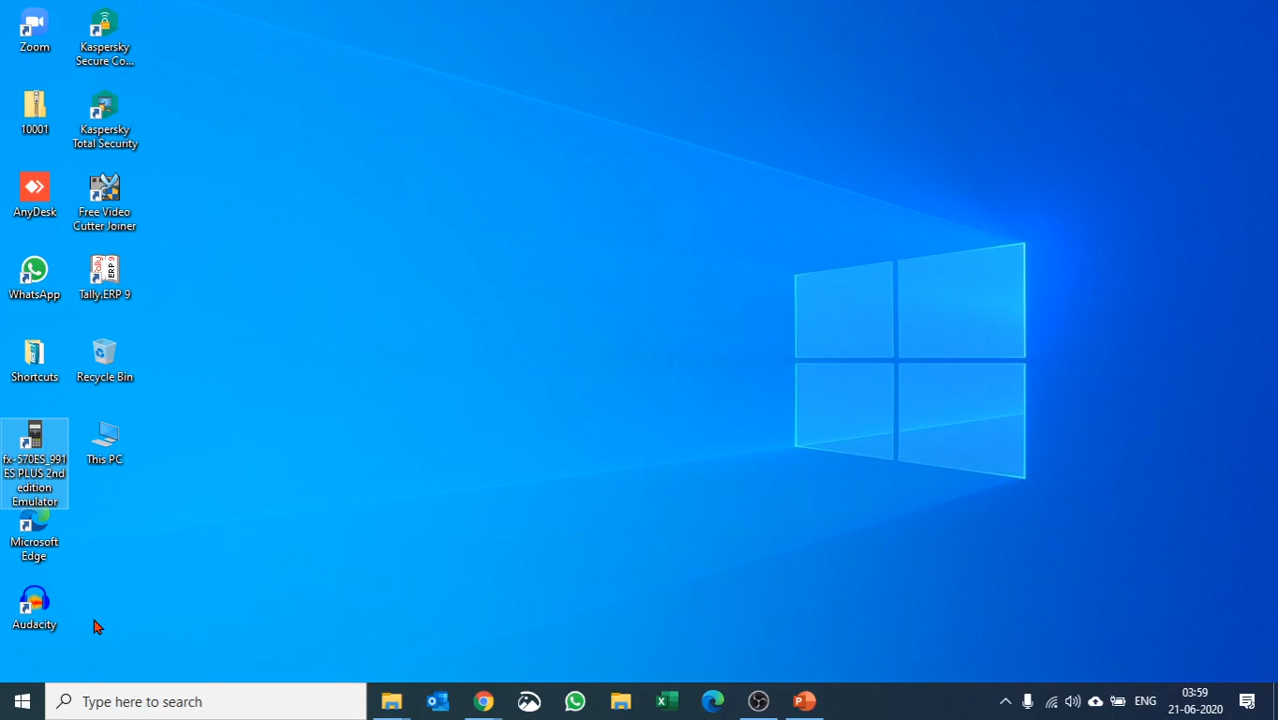 Zoom
Kaspersky
Secure Co...
10001
Kaspersky
Total Security
AnyDesk
Free Video
Cutter Joiner
WhatsApp
Tally.ERP 9
Shortcuts
Recycle Bin
fx-570ES_991
ES PLUS 2nd
edition
Emulator
This PC
Microsoft
Edge
Audacity
Type here to search
ENG
03:59
21-06-2020